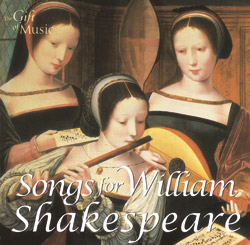 The Gift
of Music
Songs for William
Shakespeare